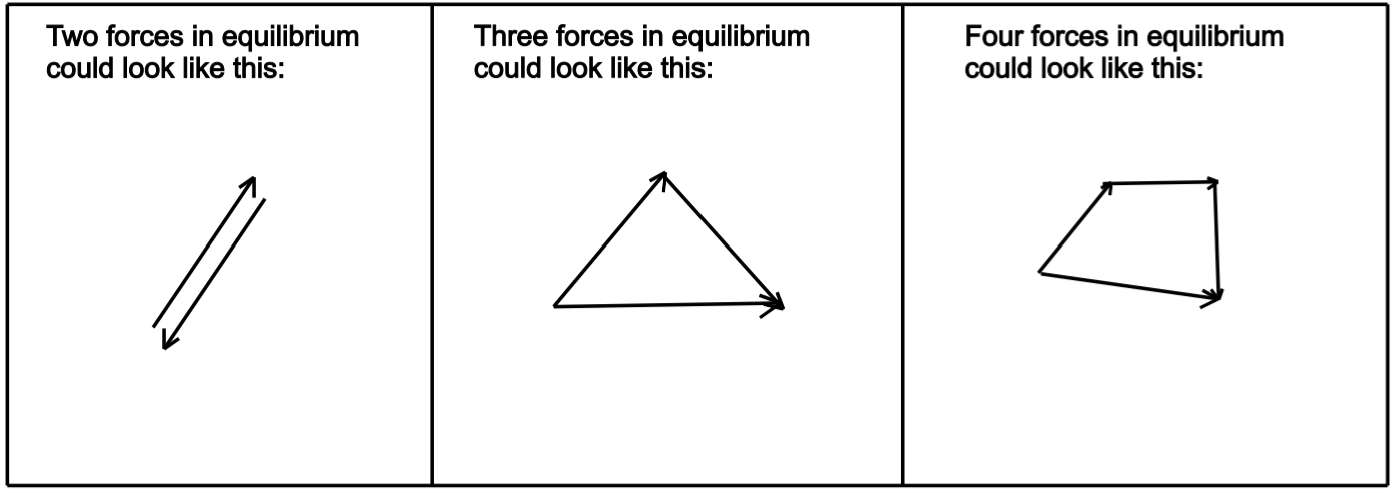 Two forces in equilibrium
could look like this:
Three forces in equilibrium
could look like this:
Four forces in equilibrium
could look like this: